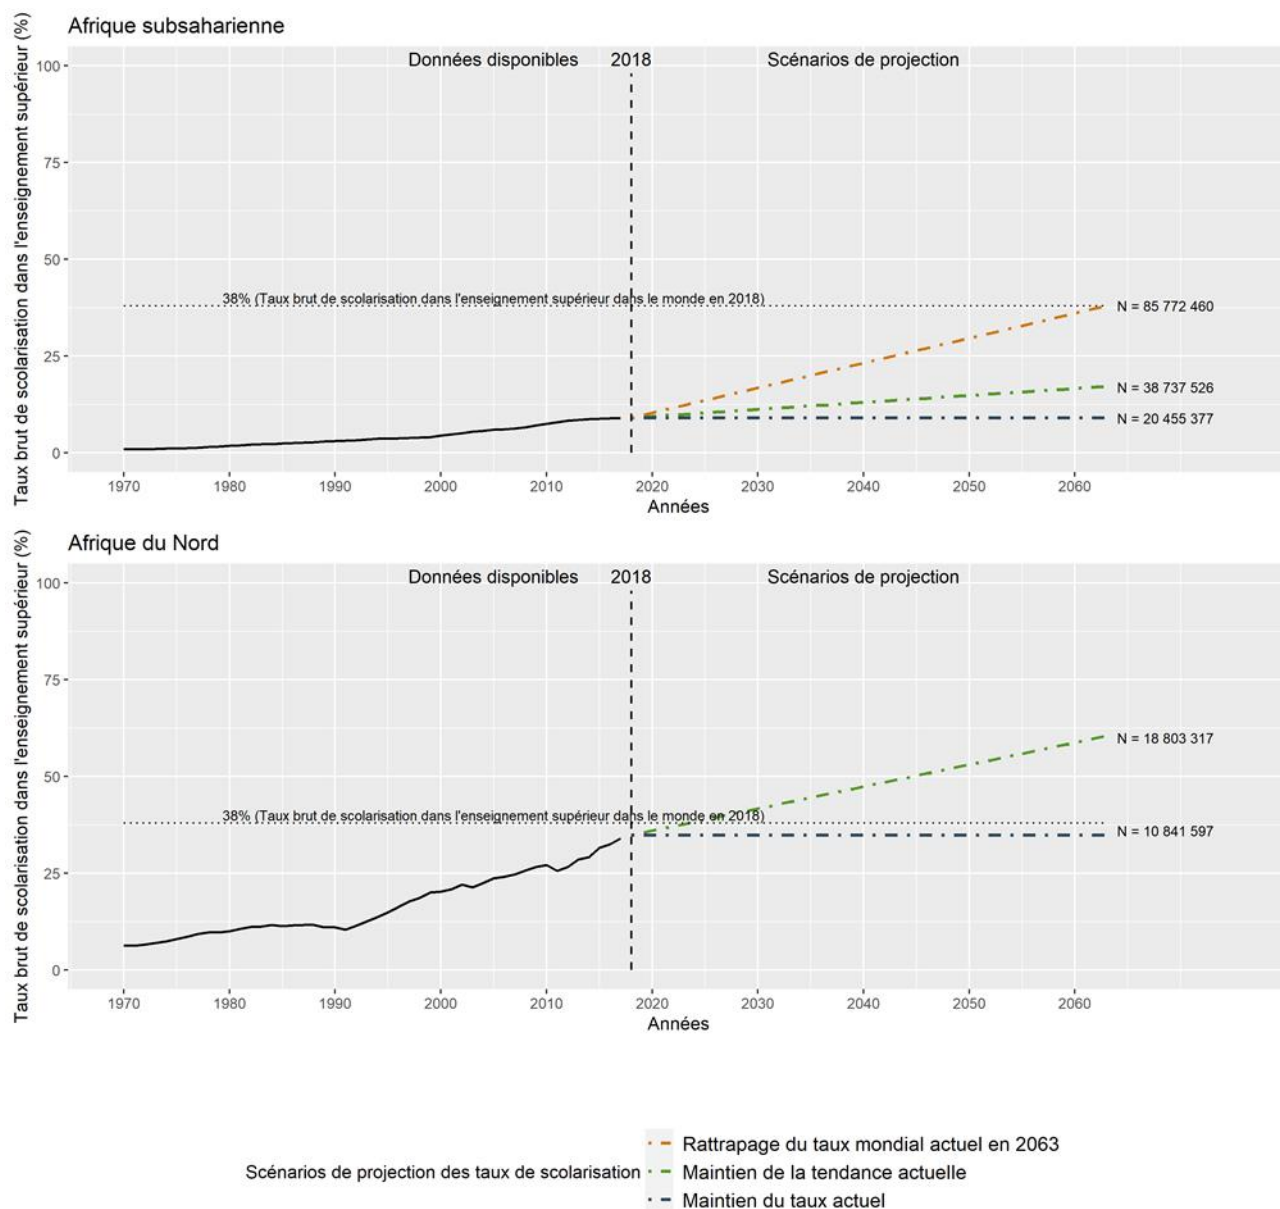 Afrique subsaharienne
Taux brut de scolarisation dans l'enseignement supérieur (%)
Données disponibles 2018 Scénarios de projection
100
75
50
25
0
38% (Taux brut de scolarisation dans l'enseignement supérieur dans le monde en 2018)
N = 85 772 460
N = 38 737 526
N = 20 455 377
1970 1980 1990 2000 2010 2020 2030 2040 2050 2060
Années
Afrique du Nord
Taux brut de scolarisation dans l'enseignement supérieur (%)
Données disponibles 2018 Scénarios de projection
100
75
50
25
0
38% (Taux brut de scolarisation dans l'enseignement supérieur dans le monde en 2018)
N = 18 803 317
N = 10 841 597
1970 1980 1990 2000 2010 2020 2030 2040 2050 2060
Années
Scénarios de projection des taux de scolarisation
Rattrapage du taux mondial actuel en 2063
Maintien de la tendance actuelle
Maintien du taux actuel